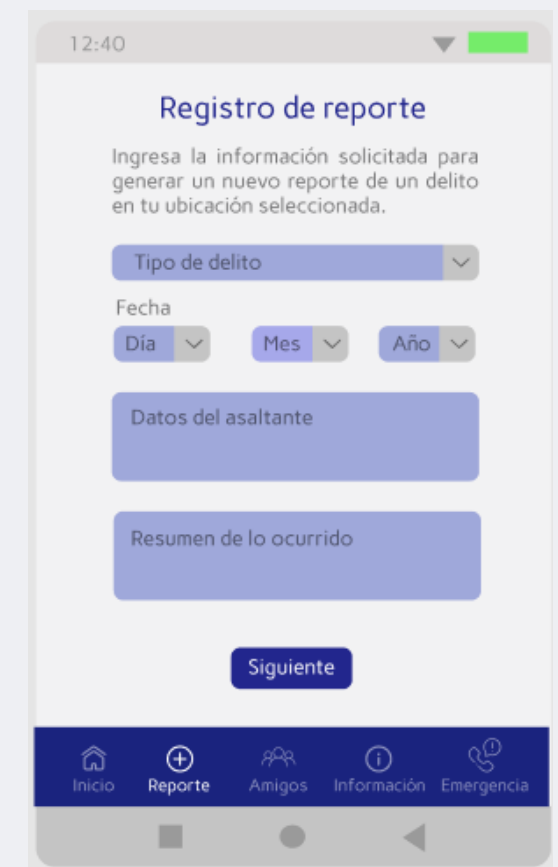 12:40
Registro de reporte
Ingresa la información solicitada para
generar un nuevo reporte de un delito
en tu ubicación seleccionada.
Tipo de delito
Fecha
Día Mes Año
Datos del asaltante
Resumen de lo ocurrido
Siguiente
Inicio Reporte Amigos Información Emergencia